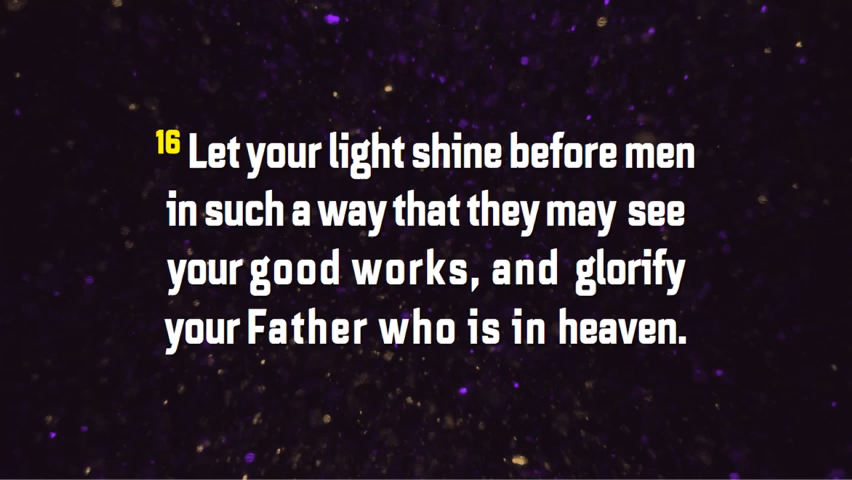 16 Let your light shine before men
in such a way that they may see
your good works, and glorify
your Father who is in heaven.